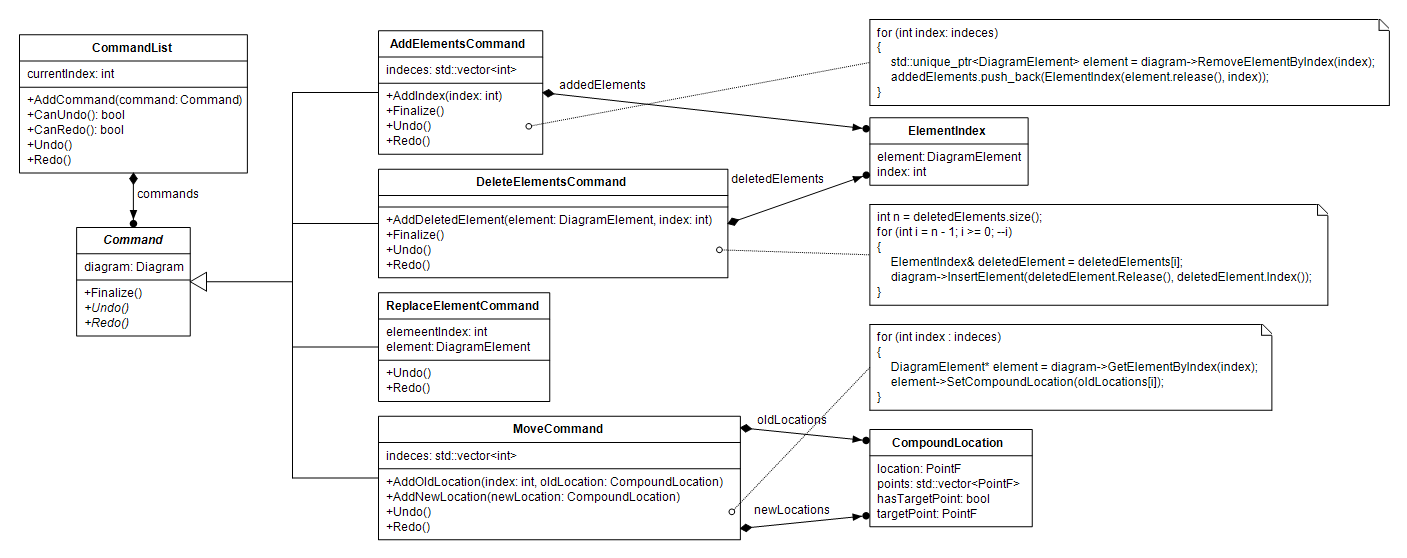 CommandList
currentIndex: int
+AddCommand(command: Command)
+CanUndo(): bool
+CanRedo(): bool
+Undo()
+Redo()
commands
Command
diagram: Diagram
+Finalize()
+Undo()
+Redo()
AddElementsCommand
indeces: std::vector<int>
+AddIndex(index: int)
+Finalize()
+Undo()
+Redo()
addedElements
DeleteElementsCommand
+AddDeletedElement(element: DiagramElement, index: int)
+Finalize()
+Undo()
+Redo()
deletedElements
ReplaceElementCommand
elemeentIndex: int
element: DiagramElement
+Undo()
+Redo()
MoveCommand
indeces: std::vector<int>
+AddOldLocation(index: int, oldLocation: CompoundLocation)
+AddNewLocation(newLocation: CompoundLocation)
+Undo()
+Redo()
oldLocations
newLocations
for (int index: indeces)
{
std::unique_ptr<DiagramElement> element = diagram->RemoveElementByIndex(index);
addedElements.push_back(ElementIndex(element.release(), index));
}
ElementIndex
element: DiagramElement
index: int
int n = deletedElements.size();
for (int i = n - 1; i >= 0; --i)
{
ElementIndex& deletedElement = deletedElements[i];
diagram->InsertElement(deletedElement.Release(), deletedElement.Index());
}
for (int index : indeces)
{
DiagramElement* element = diagram->GetElementByIndex(index);
element->SetCompoundLocation(oldLocations[i]);
}
CompoundLocation
location: PointF
points: std::vector<PointF>
hasTargetPoint: bool
targetPoint: PointF